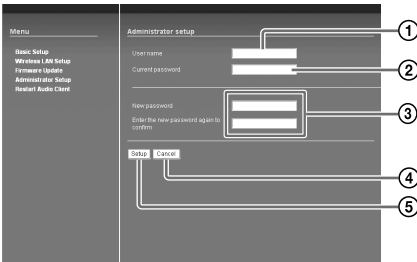 Menu
Basic Setup
Wireless LAN Setup
Firmware Update
Administrator Setup
Restart Audio Client
Administrator setup
User name
Current password
New password
Enter the new password again to
confirm
Setup Cancel
1
2
3
4
5